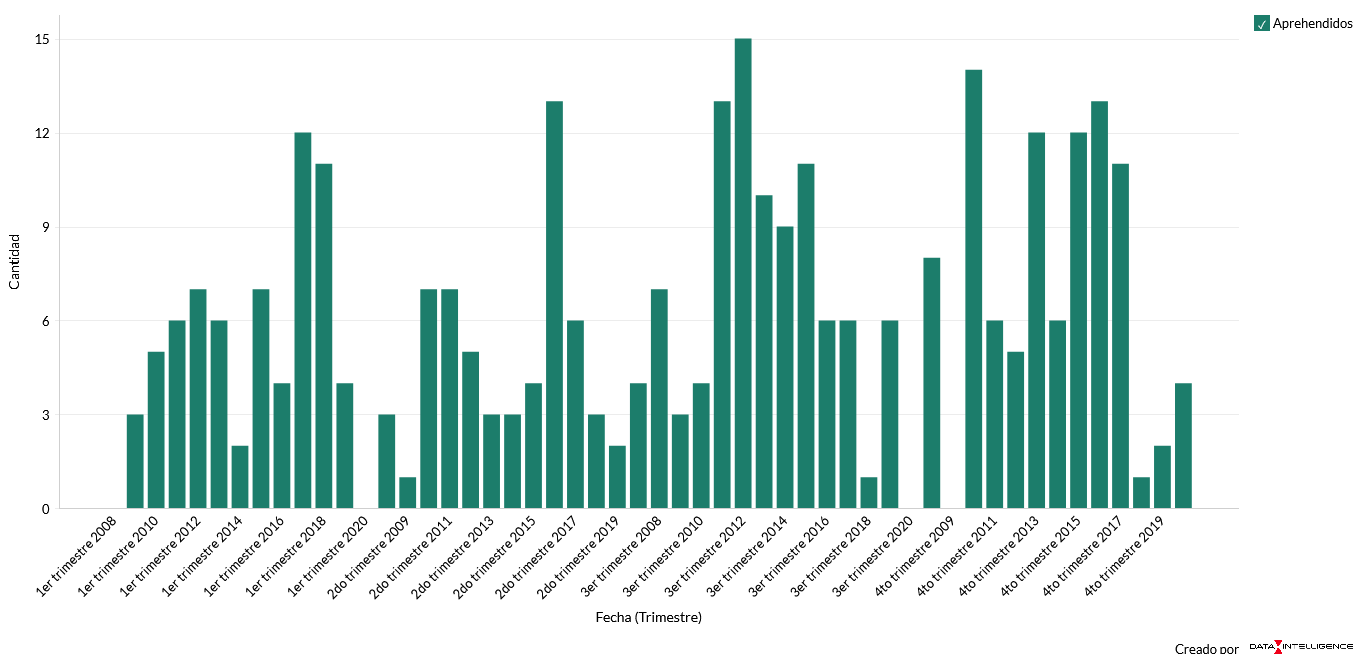 Aprehendidos
15
12
9
6
3
0
Cantidad
1er trimestre 2008
1er trimestre 2010
1er trimestre 2012
1er trimestre 2014
1er trimestre 2016
1er trimestre 2018
1er trimestre 2020
2do trimestre 2009
2do trimestre 2011
2do trimestre 2013
2do trimestre 2015
2do trimestre 2017
2do trimestre 2019
3er trimestre 2008
3er trimestre 2010
3er trimestre 2012
3er trimestre 2014
3er trimestre 2016
3er trimestre 2018
3er trimestre 2020
4to trimestre 2009
4to trimestre 2011
4to trimestre 2013
4to trimestre 2015
4to trimestre 2017
4to trimestre 2019
Fecha (Trimestre)
Creado por DATA INTELLIGENCE